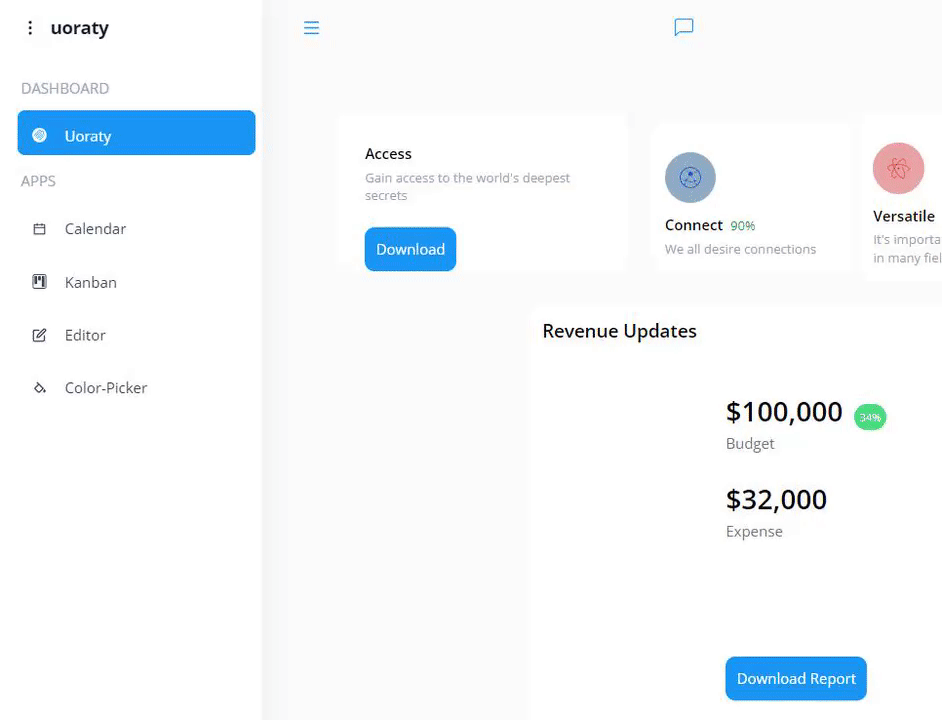 uoraty
DASHBOARD
Uoraty
APPS
Calendar
Kanban
Editor
Color-Picker
Access
Gain access to the world's deepest
secrets
Download
Connect 90%
We all desire connections
Versatile
It's importa
in many fiel
Revenue Updates
$100,000 34%
Budget
$32,000
Expense
Download Report